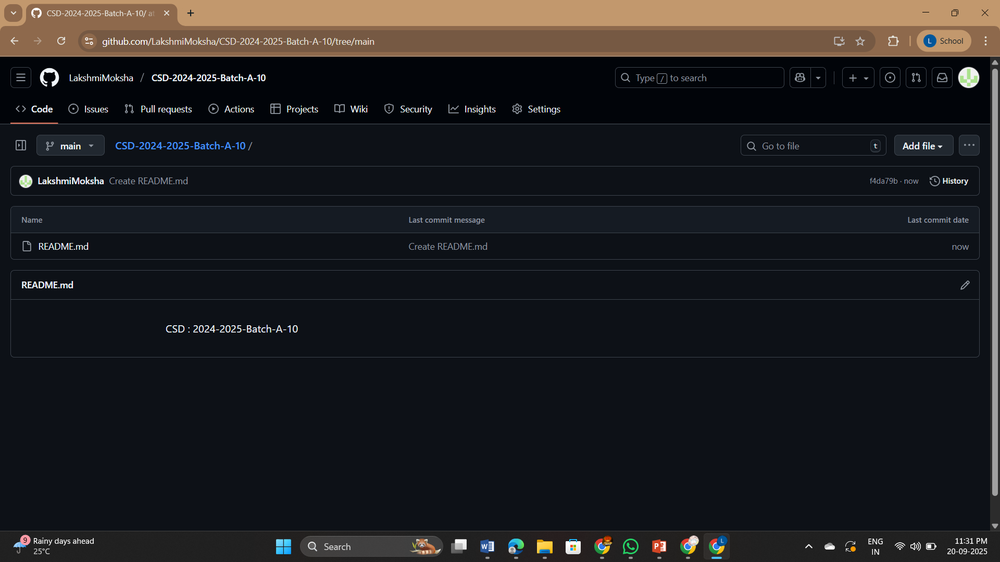 CSD-2024-2025-Batch-A-10/ at
github.com/LakshmiMoksha/CSD-2024-2025-Batch-A-10/tree/main
L School
LakshmiMoksha / CSD-2024-2025-Batch-A-10
Type / to search
Code Issues Pull requests Actions Projects Wiki Security Insights Settings
main CSD-2024-2025-Batch-A-10 /
Go to file t Add file
LakshmiMoksha Create README.md f4da79b · now History
Name Last commit message Last commit date
README.md Create README.md now
README.md
CSD : 2024-2025-Batch-A-10
9 Rainy days ahead
25°C
Search
W
P
L
ENG
IN
11:31 PM
20-09-2025